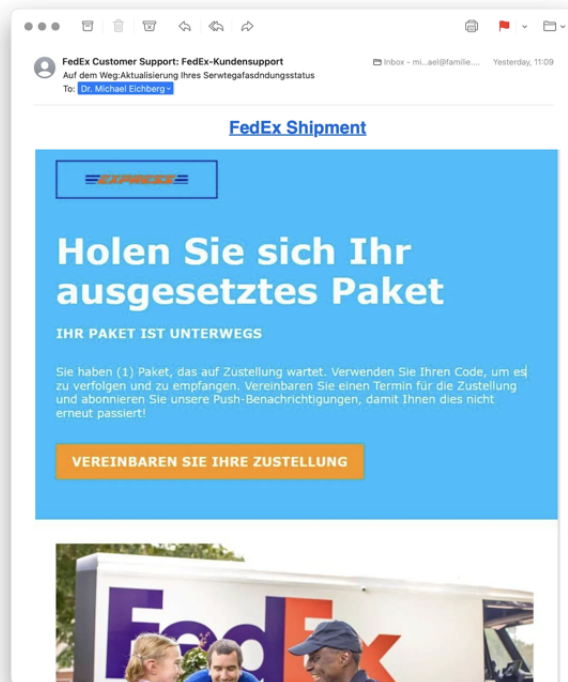 FedEx Customer Support: FedEx-Kundensupport
Inbox - mi...ael@familie....
Yesterday, 11:09
Auf dem Weg:Aktualisierung Ihres Serwtegafasdndungsstatus
To: Dr. Michael Eichberg
FedEx Shipment
EXPRESS
Holen Sie sich Ihr
ausgesetztes Paket
IHR PAKET IST UNTERWEGS
Sie haben (1) Paket, das auf Zustellung wartet. Verwenden Sie Ihren Code, um es
zu verfolgen und zu empfangen. Vereinbaren Sie einen Termin für die Zustellung
und abonnieren Sie unsere Push-Benachrichtigungen, damit Ihnen dies nicht
erneut passiert!
VEREINBAREN SIE IHRE ZUSTELLUNG
FedEx